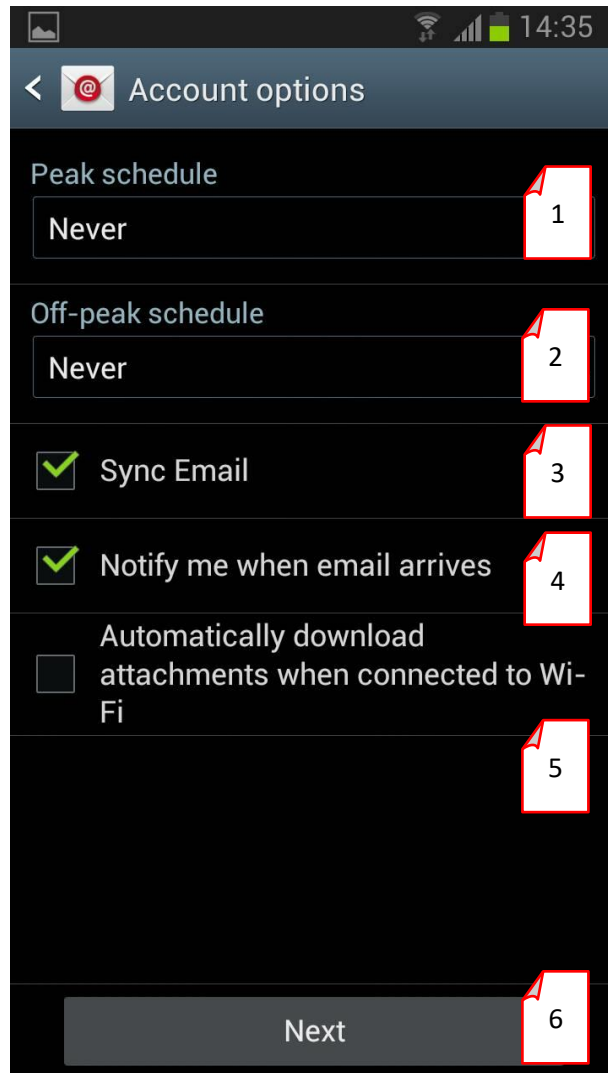 14:35
Account options
Peak schedule
Never
1
Off-peak schedule
Never
2
Sync Email
3
Notify me when email arrives
4
Automatically download
attachments when connected to Wi-
Fi
5
Next
6